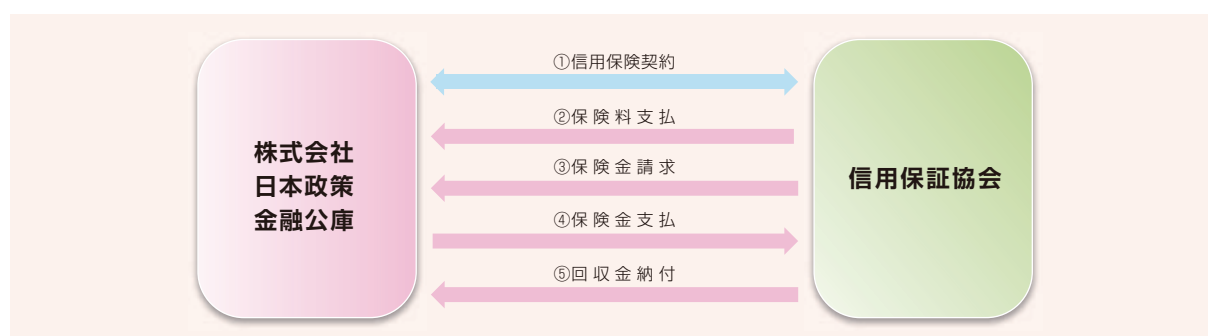 株式会社
日本政策
金融公庫
①信用保険契約
②保険料支払
③保険金請求
④保険金支払
⑤回収金納付
信用保証協会